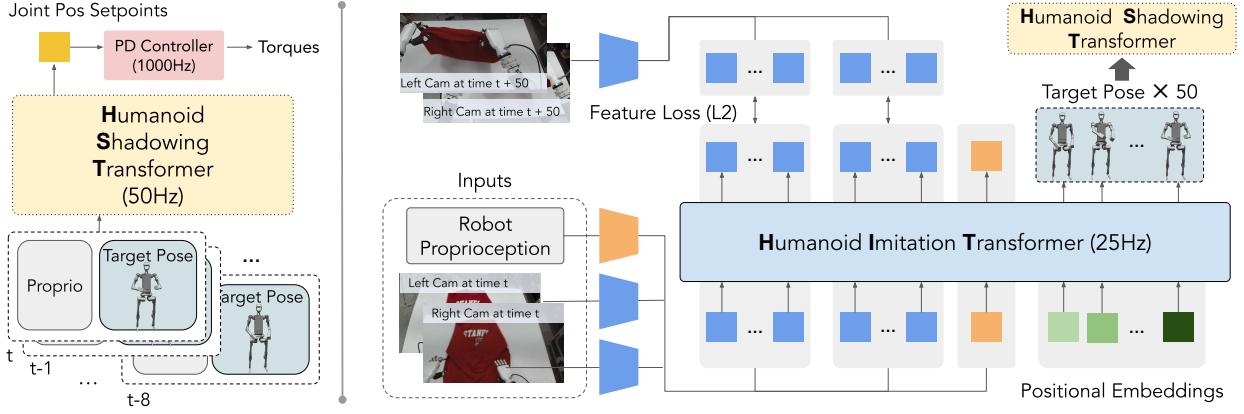 Joint Pos Setpoints
PD Controller
(1000Hz)
Torques
Humanoid
Shadowing
Transformer
(50Hz)
Proprio
Target Pose
...
Target Pose
t
t-1
...
t-8
Left Cam at time t + 50
Right Cam at time t + 50
Feature Loss (L2)
...
...
Humanoid Shadowing
Transformer
Target Pose × 50
...
...
...
Inputs
Robot
Proprioception
Left Cam at time t
Right Cam at time t
STANF
Humanoid Imitation Transformer (25Hz)
...
...
...
Positional Embeddings